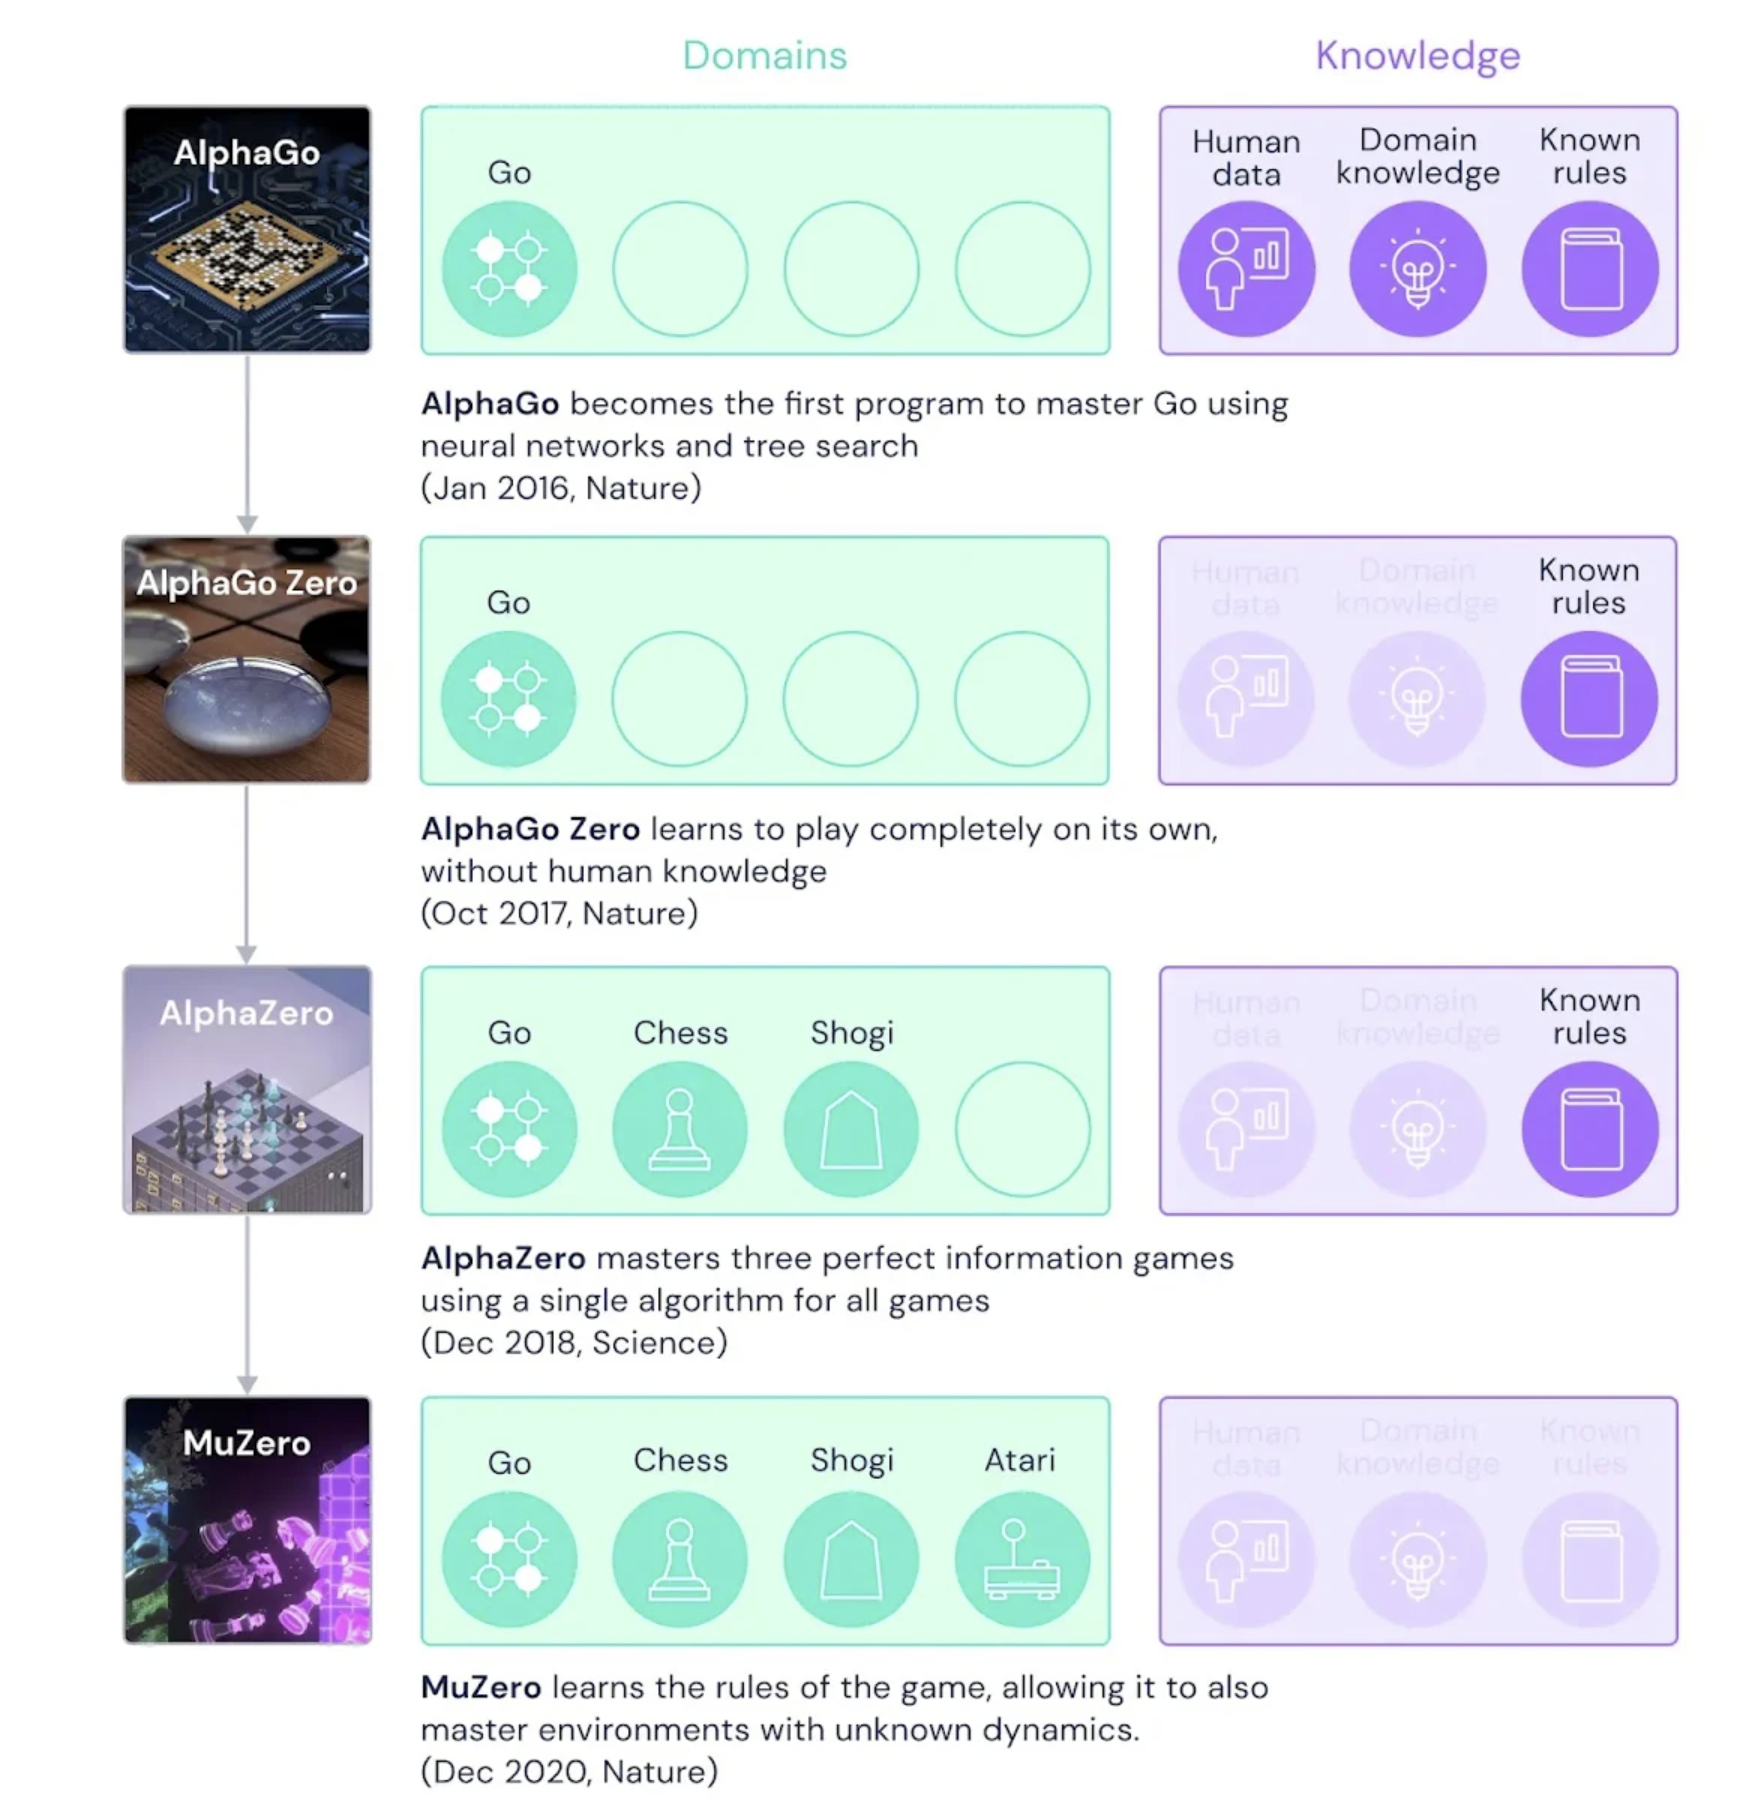 Domains
Knowledge
AlphaGo
Go
Human
data
Domain
knowledge
Known
rules
AlphaGo becomes the first program to master Go using
neural networks and tree search
(Jan 2016, Nature)
AlphaGo Zero
Go
Human
data
Domain
knowledge
Known
rules
AlphaGo Zero learns to play completely on its own,
without human knowledge
(Oct 2017, Nature)
AlphaZero
Go
Chess
Shogi
Human
data
Domain
knowledge
Known
rules
AlphaZero masters three perfect information games
using a single algorithm for all games
(Dec 2018, Science)
MuZero
Go
Chess
Shogi
Atari
Human
data
Domain
knowledge
Known
rules
MuZero learns the rules of the game, allowing it to also
master environments with unknown dynamics.
(Dec 2020, Nature)